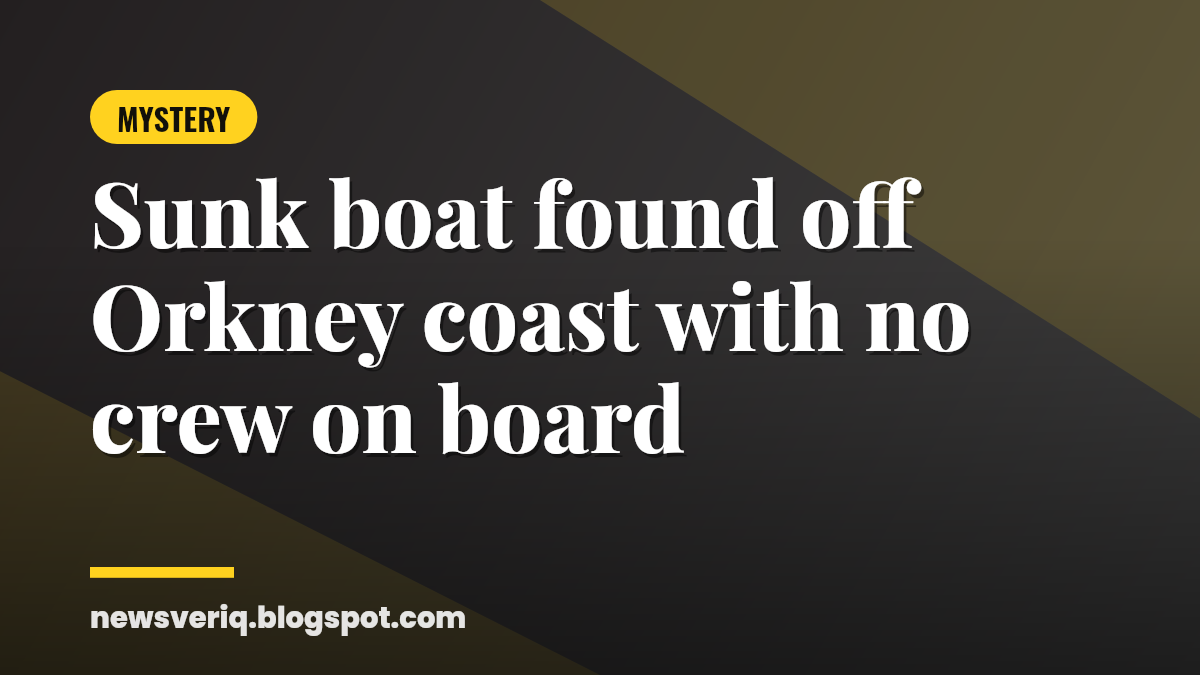 MYSTERY
Sunk boat found off
Orkney coast with no
crew on board
newsveriq.blogspot.com